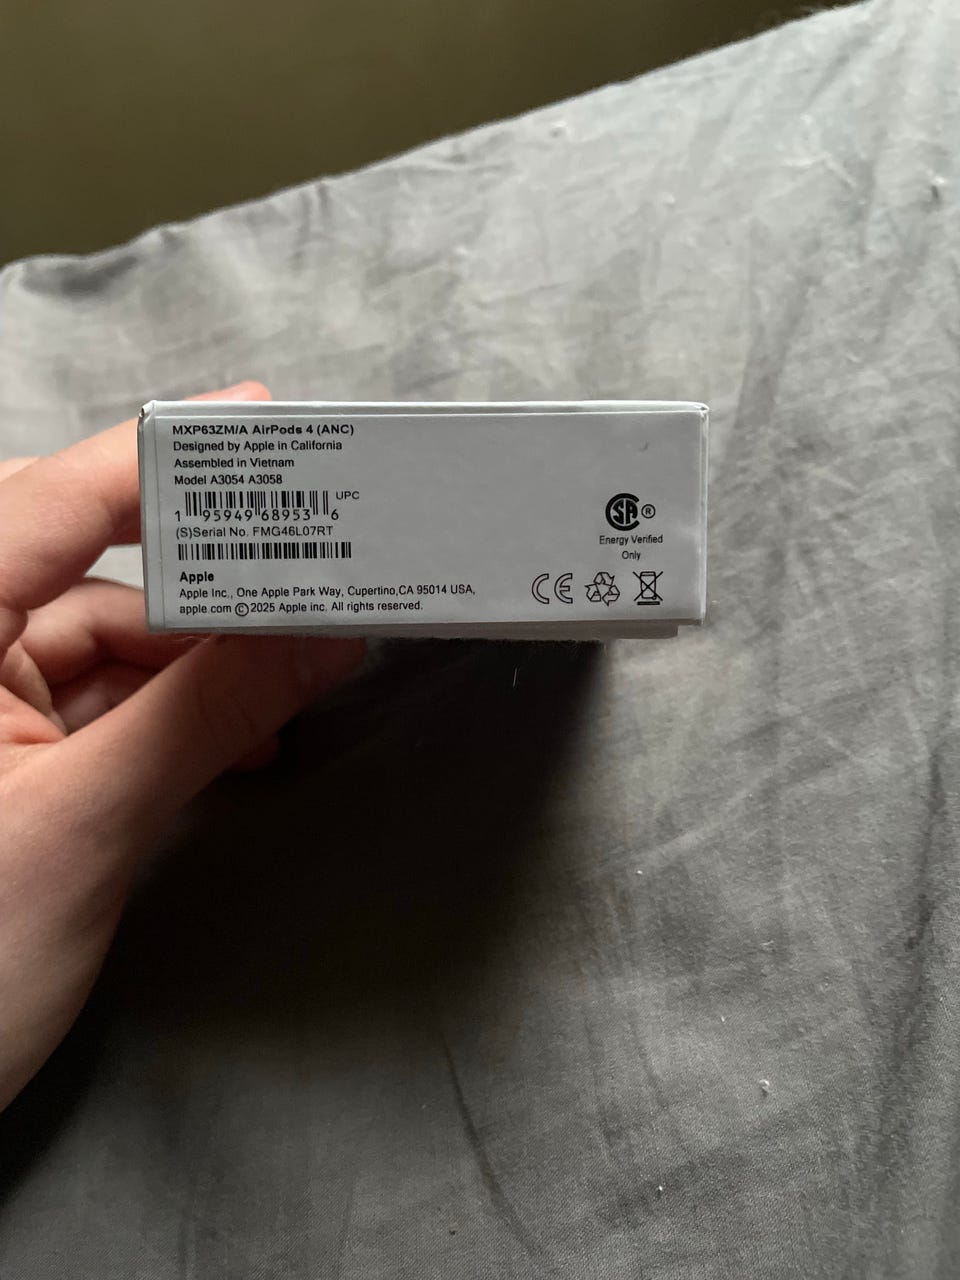 MXP63ZM/A AirPods 4 (ANC)
Designed by Apple in California
Assembled in Vietnam
Model A3054 A3058
UPC
1 95949 68953 6
(S)Serial No. FMG46L07RT
Apple
Apple Inc., One Apple Park Way, Cupertino,CA 95014 USA,
apple.com ©2025 Apple inc. All rights reserved.
SA ®
Energy Verified
Only
CE